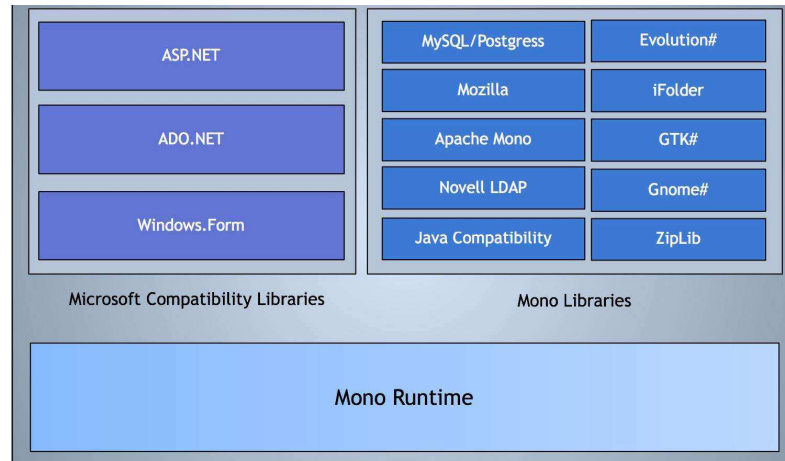 ASP.NET
ADO.NET
Windows.Form
Microsoft Compatibility Libraries
MySQL/Postgress
Evolution#
Mozilla
iFolder
Apache Mono
GTK#
Novell LDAP
Gnome#
Java Compatibility
ZipLib
Mono Libraries
Mono Runtime